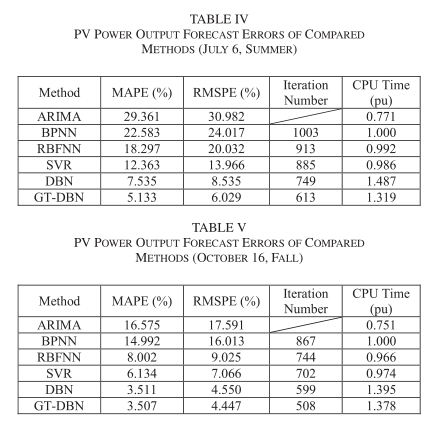 TABLE IV
PV POWER OUTPUT FORECAST ERRORS OF COMPARED
METHODS (JULY 6, SUMMER)
Method MAPE (%) RMSPE (%) Iteration Number CPU Time (pu)
ARIMA 29.361 30.982 0.771
BPNN 22.583 24.017 1003 1.000
RBFNN 18.297 20.032 913 0.992
SVR 12.363 13.966 885 0.986
DBN 7.535 8.535 749 1.487
GT-DBN 5.133 6.029 613 1.319
TABLE V
PV POWER OUTPUT FORECAST ERRORS OF COMPARED
METHODS (OCTOBER 16, FALL)
Method MAPE (%) RMSPE (%) Iteration Number CPU Time (pu)
ARIMA 16.575 17.591 0.751
BPNN 14.992 16.013 867 1.000
RBFNN 8.002 9.025 744 0.966
SVR 6.134 7.066 702 0.974
DBN 3.511 4.550 599 1.395
GT-DBN 3.507 4.447 508 1.378